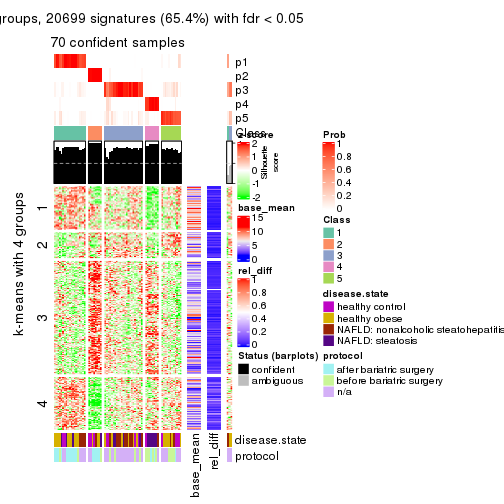 groups, 20699 signatures (65.4%) with fdr < 0.05
70 confident samples
p1
p2
p3
p4
p5
Class
Silhouette
score
k-means with 4 groups
1
2
3
4
base_mean
rel_diff
disease.state
protocol
z-score
2
1
0
-1
-2
base_mean
15
10
5
0
rel_diff
1
0.8
0.6
0.4
0.2
0
Status (barplots)
confident
ambiguous
Prob
1
0.8
0.6
0.4
0.2
0
Class
1
2
3
4
5
disease.state
healthy control
healthy obese
NAFLD: nonalcoholic steatohepatitis
NAFLD: steatosis
protocol
after bariatric surgery
before bariatric surgery
n/a